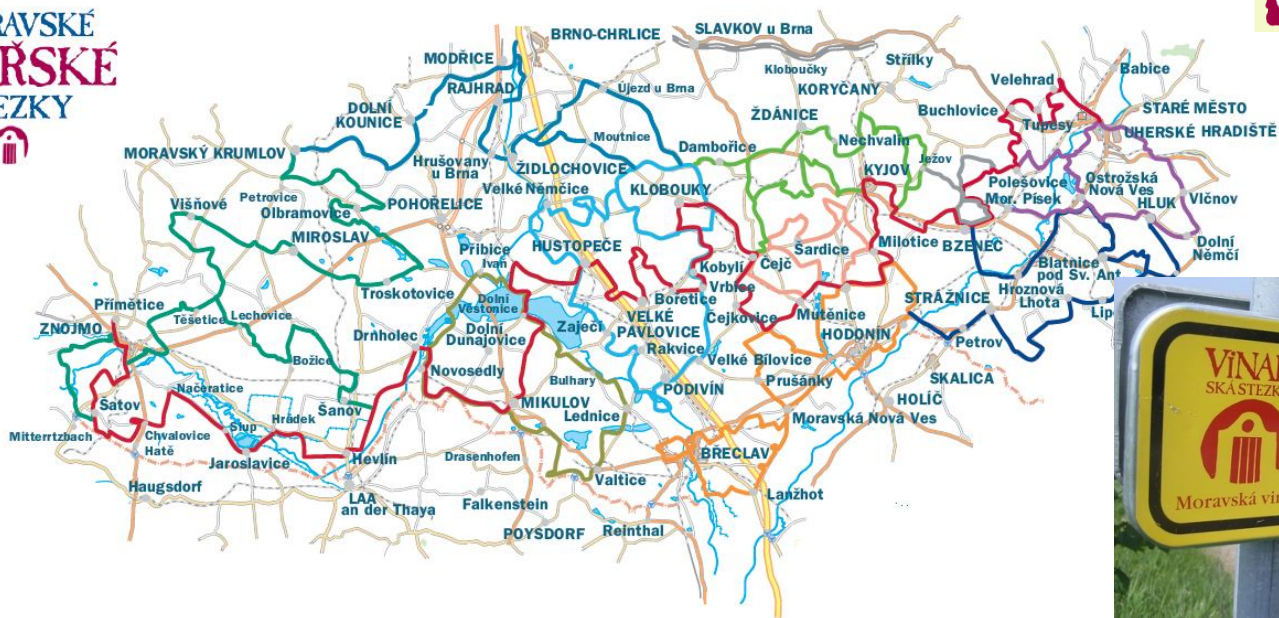 RAVSKÉ
ŘSKÉ
EZKY
BRNO-CHRLICE
SLAVKOV u Brna
MODŘICE
Kloboučky
Střílky
Velehrad
Babice
RAJHRAD
Újezd u Brna
KORYČANY
Buchlovice
STARÉ MĚSTO
DOLNÍ
KOUNICE
ŽDÁNICE
Tupesy
UHERSKÉ HRADIŠTĚ
Moutnice
Nechvalín
MORAVSKÝ KRUMLOV
Hrušovany
u Brna
ŽIDLOCHOVICE
Dambořice
Ježov
KYJOV
Polešovice
Ostrožská
Nová Ves
Velké Němčice
KLOBOUKY
Mor. Písek
HLUK
Vlčnov
Petrovice
Višňové
Olbramovice
POHOŘELICE
MIROSLAV
Přibice
Ivaň
HUSTOPEČE
Šardice
Milotice
BZENEC
Dolní
Němčí
Kobylí
Čejč
Blatnice
pod Sv. Ant.
Troskotovice
Dolní
Věstonice
Bořetice
Vrbice
STRÁŽNICE
Hroznová
Lhota
Lip
Přímětice
Těšetice
Lechovice
Zaječí
VELKÉ
PAVLOVICE
Čejkovice
Mutěnice
ZNOJMO
Drnholec
Dolní
Dunajovice
Rakvice
HODONÍN
Petrov
Božice
Novosedly
Velké Bílovice
SKALICA
Načeratice
Bulhary
PODIVÍN
Prušánky
HOLÍČ
Šatov
Šanov
MIKULOV
Lednice
Moravská Nová Ves
Mitterrtzbach
Chvalovice
Hatě
Slup
Hrádek
Jaroslavice
Hevlín
Drasenhofen
BŘECLAV
Haugsdorf
LAA
an der Thaya
Valtice
Lanžhot
Falkenstein
POYSDORF
Reinthal
VINAŘ
SKÁ STEZK
Moravská vin